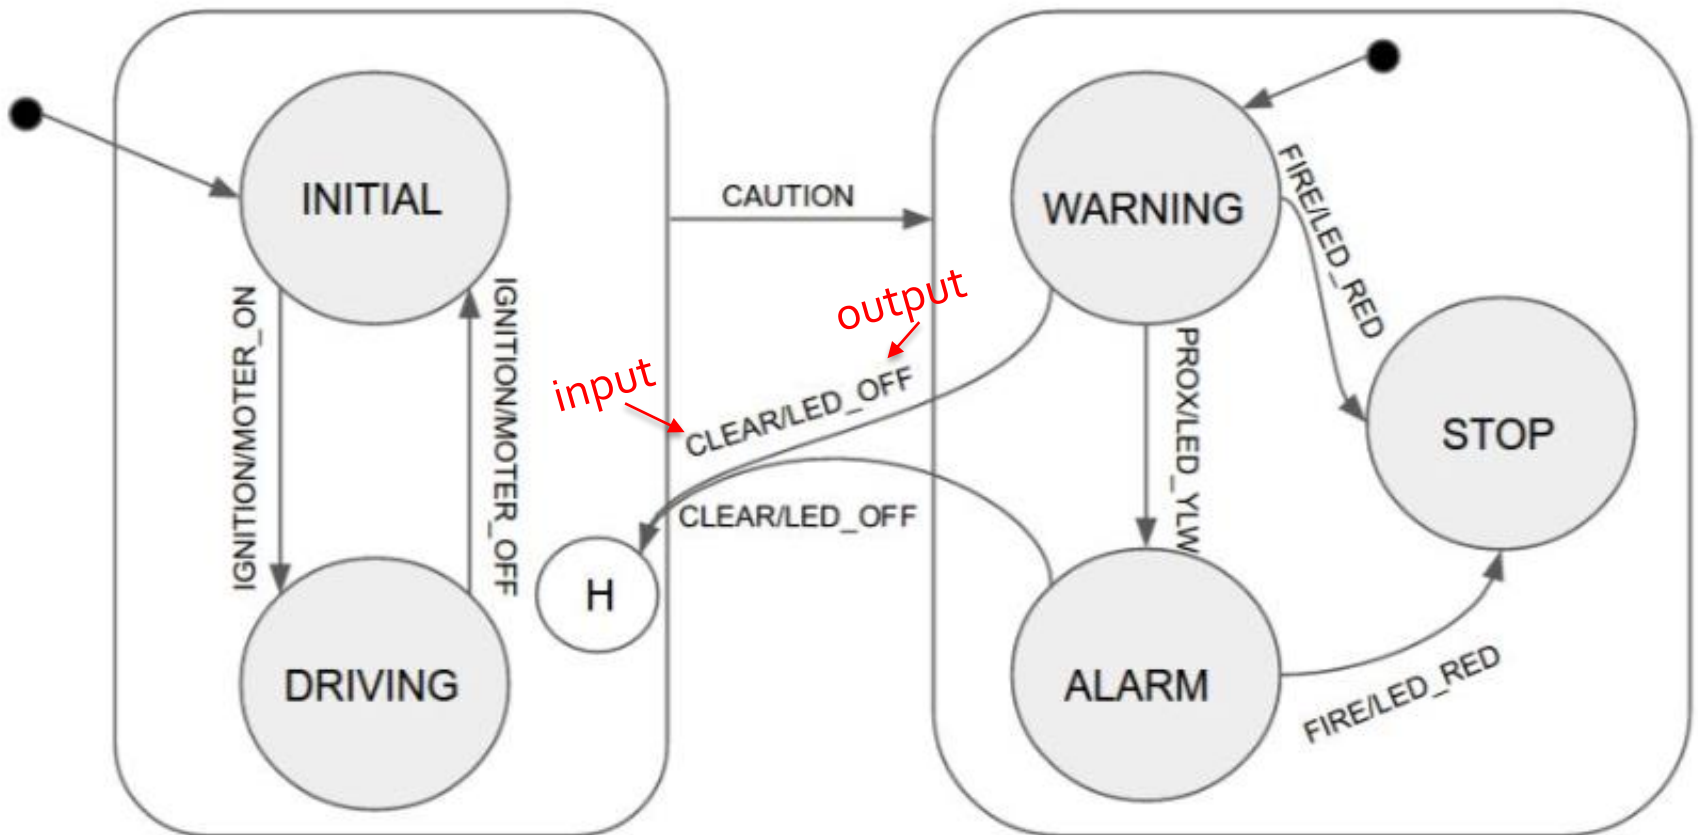 INITIAL
IGNITION/MOTER_ON
IGNITION/MOTER_OFF
DRIVING
H
CAUTION
input
output
CLEAR/LED_OFF
CLEAR/LED_OFF
WARNING
FIRE/LED_RED
PROX/LED_YLW
STOP
ALARM
FIRE/LED_RED